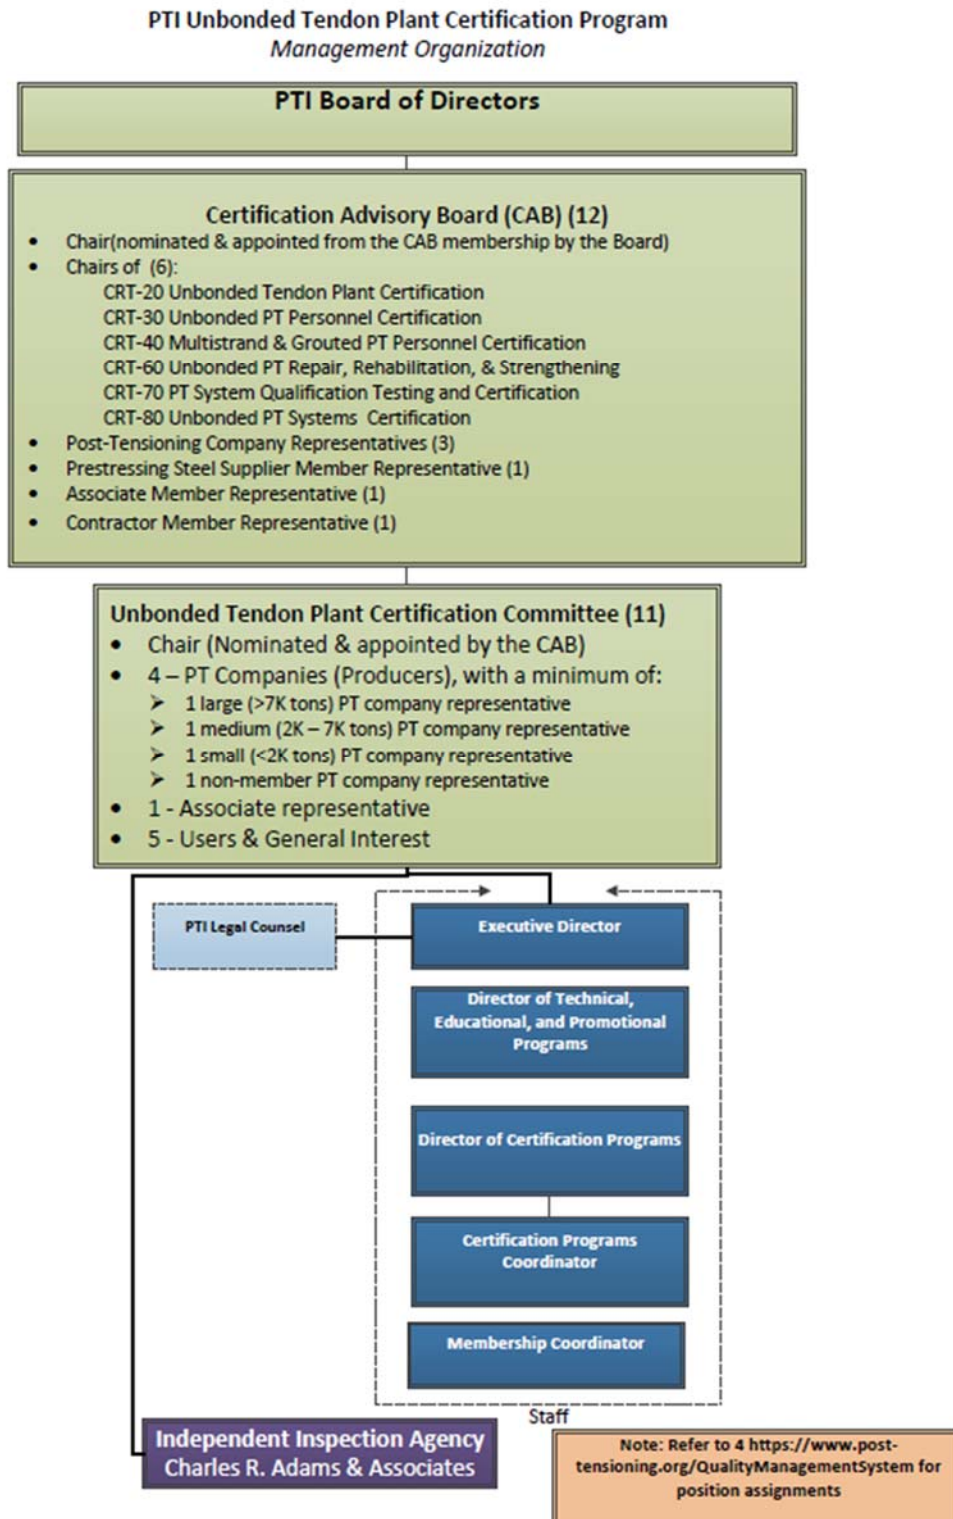 PTI Unbonded Tendon Plant Certification Program
Management Organization
PTI Board of Directors
Certification Advisory Board (CAB) (12)
• Chair(nominated & appointed from the CAB membership by the Board)
• Chairs of (6):
CRT-20 Unbonded Tendon Plant Certification
CRT-30 Unbonded PT Personnel Certification
CRT-40 Multistrand & Grouted PT Personnel Certification
CRT-60 Unbonded PT Repair, Rehabilitation, & Strengthening
CRT-70 PT System Qualification Testing and Certification
CRT-80 Unbonded PT Systems Certification
• Post-Tensioning Company Representatives (3)
• Prestressing Steel Supplier Member Representative (1)
• Associate Member Representative (1)
• Contractor Member Representative (1)
Unbonded Tendon Plant Certification Committee (11)
• Chair (Nominated & appointed by the CAB)
• 4 – PT Companies (Producers), with a minimum of:
➢ 1 large (>7K tons) PT company representative
➢ 1 medium (2K – 7K tons) PT company representative
➢ 1 small (<2K tons) PT company representative
➢ 1 non-member PT company representative
• 1 - Associate representative
• 5 - Users & General Interest
PTI Legal Counsel
Executive Director
Director of Technical,
Educational, and Promotional
Programs
Director of Certification Programs
Certification Programs
Coordinator
Membership Coordinator
Staff
Independent Inspection Agency
Charles R. Adams & Associates
Note: Refer to 4 https://www.post-
tensioning.org/QualityManagementSystem for
position assignments